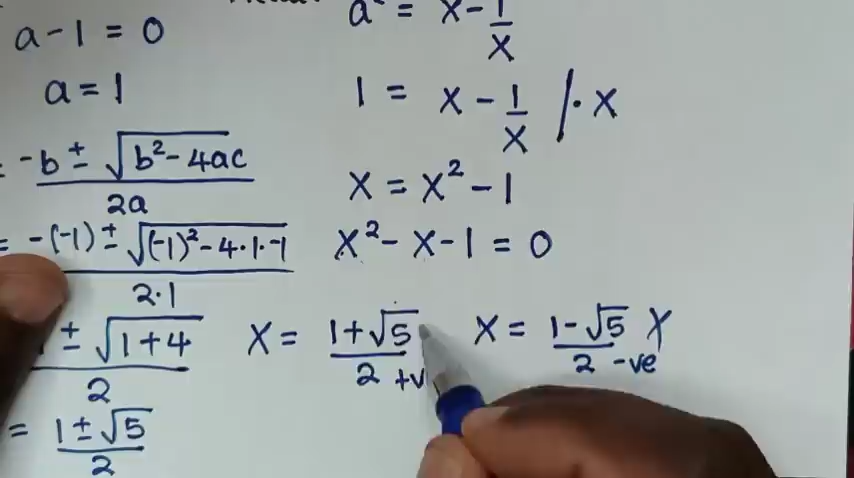 a - 1 = 0
a = 1
= -b ± √(b² - 4ac) / 2a
= -(-1) ± √((-1)² - 4·1·-1) / 2·1
± √(1 + 4) / 2
= 1 ± √5 / 2
a² = x - 1/x
1 = x - 1/x /· x
x = x² - 1
x² - x - 1 = 0
x = 1 + √5 / 2 x = 1 - √5 / 2 X
+v -ve